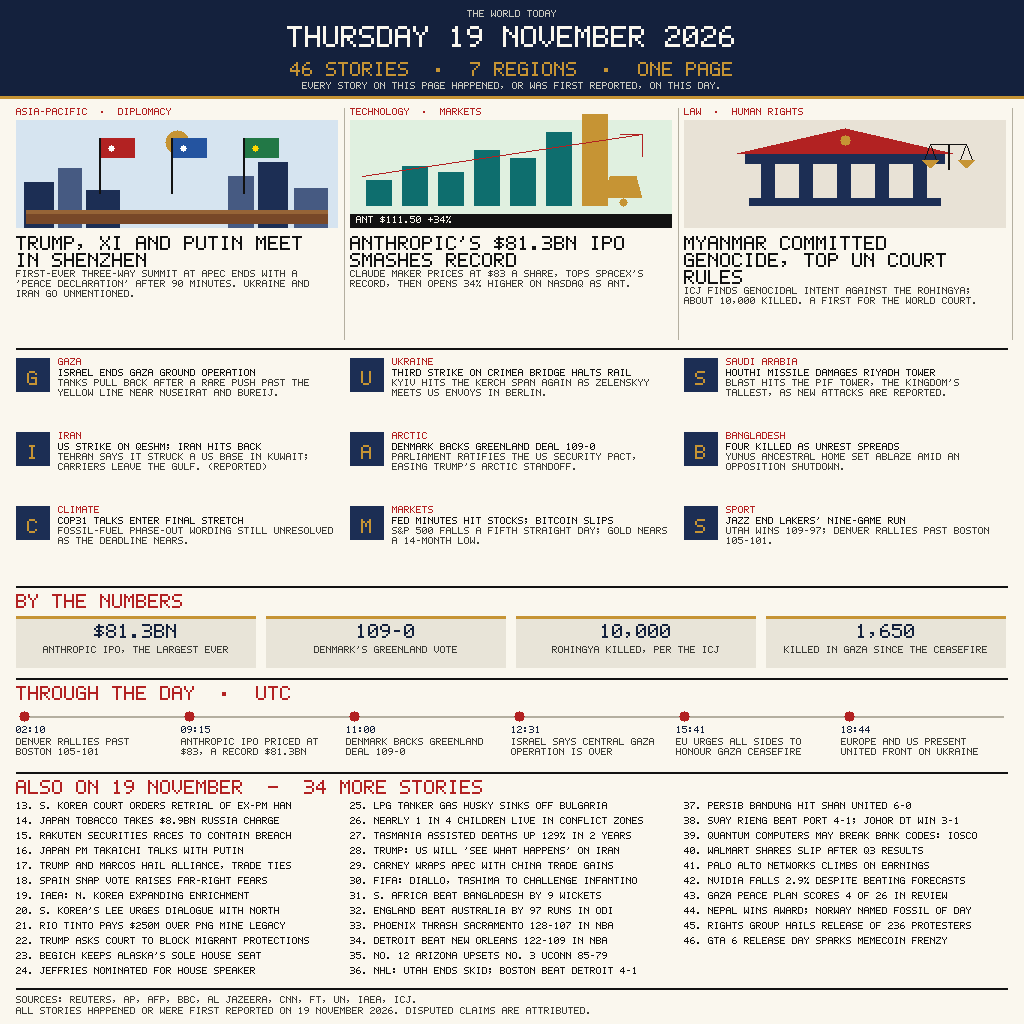 THE WORLD TODAY
THURSDAY 19 NOVEMBER 2026
46 STORIES · 7 REGIONS · ONE PAGE
EVERY STORY ON THIS PAGE HAPPENED, OR WAS FIRST REPORTED, ON THIS DAY.
ASIA-PACIFIC · DIPLOMACY
TRUMP, XI AND PUTIN MEET
IN SHENZHEN
FIRST-EVER THREE-WAY SUMMIT AT APEC ENDS WITH A
'PEACE DECLARATION' AFTER 90 MINUTES. UKRAINE AND
IRAN GO UNMENTIONED.
TECHNOLOGY · MARKETS
ANT $111.50 +34%
ANTHROPIC'S $81.3BN IPO
SMASHES RECORD
CLAUDE MAKER PRICES AT $83 A SHARE, TOPS SPACEX'S
RECORD, THEN OPENS 34% HIGHER ON NASDAQ AS ANT.
LAW · HUMAN RIGHTS
MYANMAR COMMITTED
GENOCIDE, TOP UN COURT
RULES
ICJ FINDS GENOCIDAL INTENT AGAINST THE ROHINGYA;
ABOUT 10,000 KILLED. A FIRST FOR THE WORLD COURT.
G
GAZA
ISRAEL ENDS GAZA GROUND OPERATION
TANKS PULL BACK AFTER A RARE PUSH PAST THE
YELLOW LINE NEAR NUSEIRAT AND BUREIJ.
U
UKRAINE
THIRD STRIKE ON CRIMEA BRIDGE HALTS RAIL
KYIV HITS THE KERCH SPAN AGAIN AS ZELENSKYY
MEETS US ENVOYS IN BERLIN.
S
SAUDI ARABIA
HOUTHI MISSILE DAMAGES RIYADH TOWER
BLAST HITS THE PIF TOWER, THE KINGDOM'S
TALLEST, AS NEW ATTACKS ARE REPORTED.
I
IRAN
US STRIKE ON QESHM; IRAN HITS BACK
TEHRAN SAYS IT STRUCK A US BASE IN KUWAIT;
CARRIERS LEAVE THE GULF. (REPORTED)
A
ARCTIC
DENMARK BACKS GREENLAND DEAL 109-0
PARLIAMENT RATIFIES THE US SECURITY PACT,
EASING TRUMP'S ARCTIC STANDOFF.
B
BANGLADESH
FOUR KILLED AS UNREST SPREADS
YUNUS ANCESTRAL HOME SET ABLAZE AMID AN
OPPOSITION SHUTDOWN.
C
CLIMATE
COP31 TALKS ENTER FINAL STRETCH
FOSSIL-FUEL PHASE-OUT WORDING STILL UNRESOLVED
AS THE DEADLINE NEARS.
M
MARKETS
FED MINUTES HIT STOCKS; BITCOIN SLIPS
S&P 500 FALLS A FIFTH STRAIGHT DAY; GOLD NEARS
A 14-MONTH LOW.
S
SPORT
JAZZ END LAKERS' NINE-GAME RUN
UTAH WINS 109-97; DENVER RALLIES PAST BOSTON
105-101.
BY THE NUMBERS
$81.3BN
ANTHROPIC IPO, THE LARGEST EVER
109-0
DENMARK'S GREENLAND VOTE
10,000
ROHINGYA KILLED, PER THE ICJ
1,650
KILLED IN GAZA SINCE THE CEASEFIRE
THROUGH THE DAY · UTC
02:10
DENVER RALLIES PAST
BOSTON 105-101
09:15
ANTHROPIC IPO PRICED AT
$83, A RECORD $81.3BN
11:00
DENMARK BACKS GREENLAND
DEAL 109-0
12:31
ISRAEL SAYS CENTRAL GAZA
OPERATION IS OVER
15:41
EU URGES ALL SIDES TO
HONOUR GAZA CEASEFIRE
18:44
EUROPE AND US PRESENT
UNITED FRONT ON UKRAINE
ALSO ON 19 NOVEMBER — 34 MORE STORIES
13. S. KOREA COURT ORDERS RETRIAL OF EX-PM HAN
14. JAPAN TOBACCO TAKES $8.9BN RUSSIA CHARGE
15. RAKUTEN SECURITIES RACES TO CONTAIN BREACH
16. JAPAN PM TAKAICHI TALKS WITH PUTIN
17. TRUMP AND MARCOS HAIL ALLIANCE, TRADE TIES
18. SPAIN SNAP VOTE RAISES FAR-RIGHT FEARS
19. IAEA: N. KOREA EXPANDING ENRICHMENT
20. S. KOREA'S LEE URGES DIALOGUE WITH NORTH
21. RIO TINTO PAYS $250M OVER PNG MINE LEGACY
22. TRUMP ASKS COURT TO BLOCK MIGRANT PROTECTIONS
23. BEGICH KEEPS ALASKA'S SOLE HOUSE SEAT
24. JEFFRIES NOMINATED FOR HOUSE SPEAKER
25. LPG TANKER GAS HUSKY SINKS OFF BULGARIA
26. NEARLY 1 IN 4 CHILDREN LIVE IN CONFLICT ZONES
27. TASMANIA ASSISTED DEATHS UP 129% IN 2 YEARS
28. TRUMP: US WILL 'SEE WHAT HAPPENS' ON IRAN
29. CARNEY WRAPS APEC WITH CHINA TRADE GAINS
30. FIFA: DIALLO, TASHIMA TO CHALLENGE INFANTINO
31. S. AFRICA BEAT BANGLADESH BY 9 WICKETS
32. ENGLAND BEAT AUSTRALIA BY 97 RUNS IN ODI
33. PHOENIX THRASH SACRAMENTO 128-107 IN NBA
34. DETROIT BEAT NEW ORLEANS 122-109 IN NBA
35. NO. 12 ARIZONA UPSETS NO. 3 UCONN 85-79
36. NHL: UTAH ENDS SKID; BOSTON BEAT DETROIT 4-1
37. PERSIB BANDUNG HIT SHAN UNITED 6-0
38. SVAY RIENG BEAT PORT 4-1; JOHOR DT WIN 3-1
39. QUANTUM COMPUTERS MAY BREAK BANK CODES: IOSCO
40. WALMART SHARES SLIP AFTER Q3 RESULTS
41. PALO ALTO NETWORKS CLIMBS ON EARNINGS
42. NVIDIA FALLS 2.9% DESPITE BEATING FORECASTS
43. GAZA PEACE PLAN SCORES 4 OF 26 IN REVIEW
44. NEPAL WINS AWARD; NORWAY NAMED FOSSIL OF DAY
45. RIGHTS GROUP HAILS RELEASE OF 236 PROTESTERS
46. GTA 6 RELEASE DAY SPARKS MEMECOIN FRENZY
SOURCES: REUTERS, AP, AFP, BBC, AL JAZEERA, CNN, FT, UN, IAEA, ICJ.
ALL STORIES HAPPENED OR WERE FIRST REPORTED ON 19 NOVEMBER 2026. DISPUTED CLAIMS ARE ATTRIBUTED.